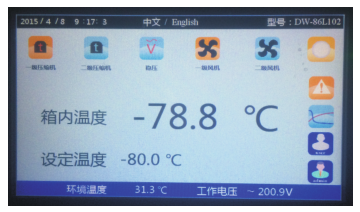 2015/4/8 9:17:3 中文 / English 型号：DW-86L102
一级压缩机 二级压缩机 电压 一级风机 二级风机
箱内温度 -78.8 ℃
设定温度 -80.0 ℃
环境温度 31.3 ℃ 工作电压 ~ 200.9V